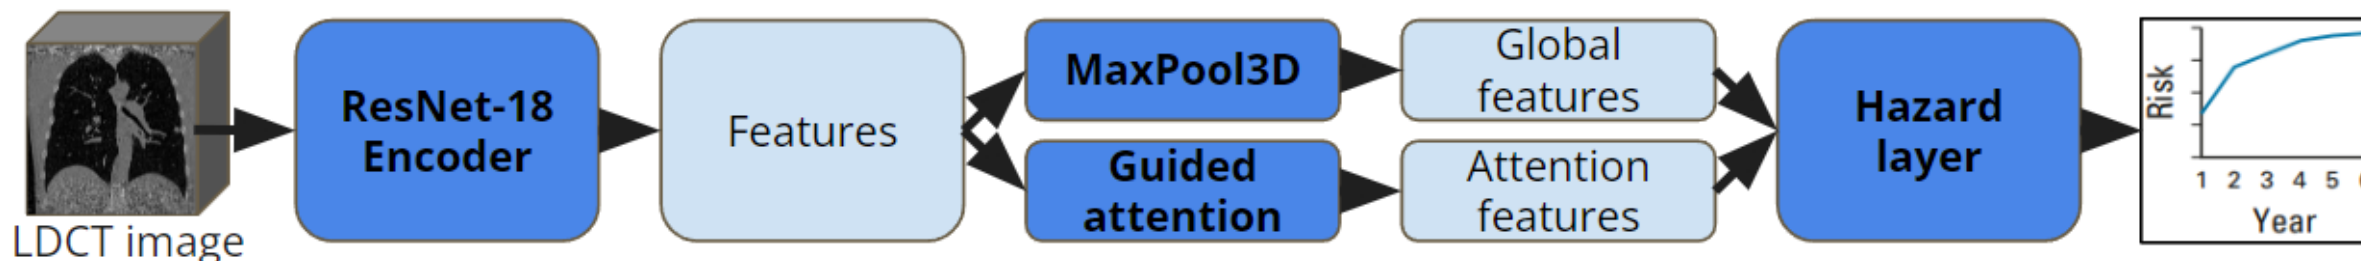 LDCT image
ResNet-18
Encoder
Features
MaxPool3D
Guided
attention
Global
features
Attention
features
Hazard
layer
Risk
1 2 3 4 5
Year